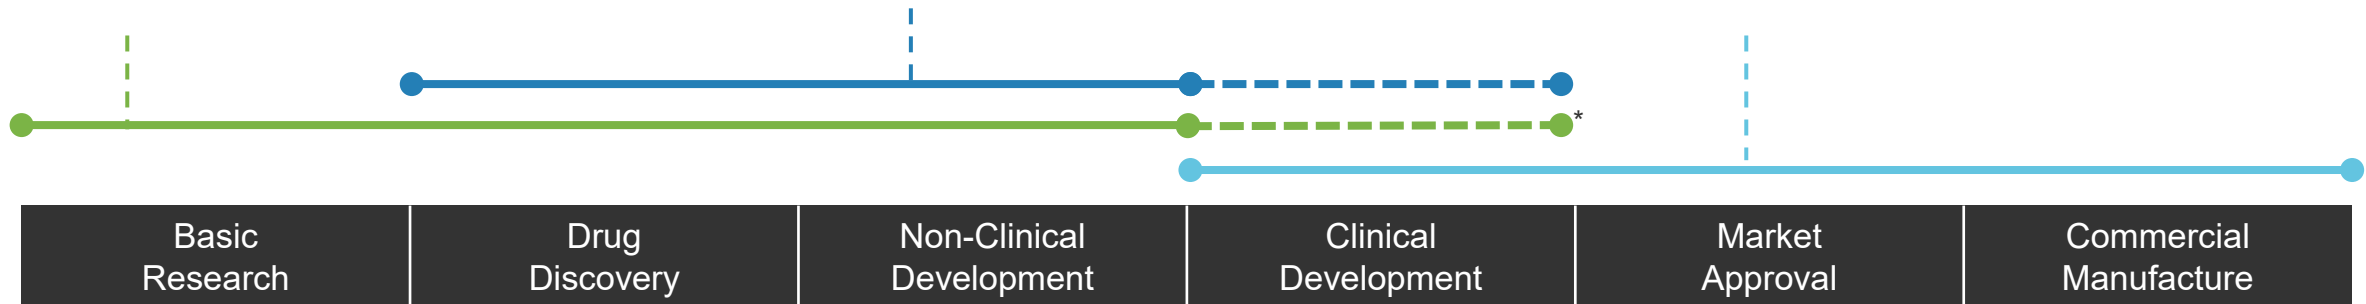 *
Basic
Research
Drug
Discovery
Non-Clinical
Development
Clinical
Development
Market
Approval
Commercial
Manufacture